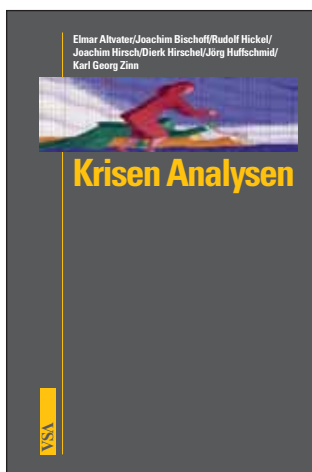 Elmar Altvater/Joachim Bischoff/Rudolf Hickel/
Joachim Hirsch/Dierk Hirschel/Jörg Huffschmid/
Karl Georg Zinn
Krisen Analysen
VSA